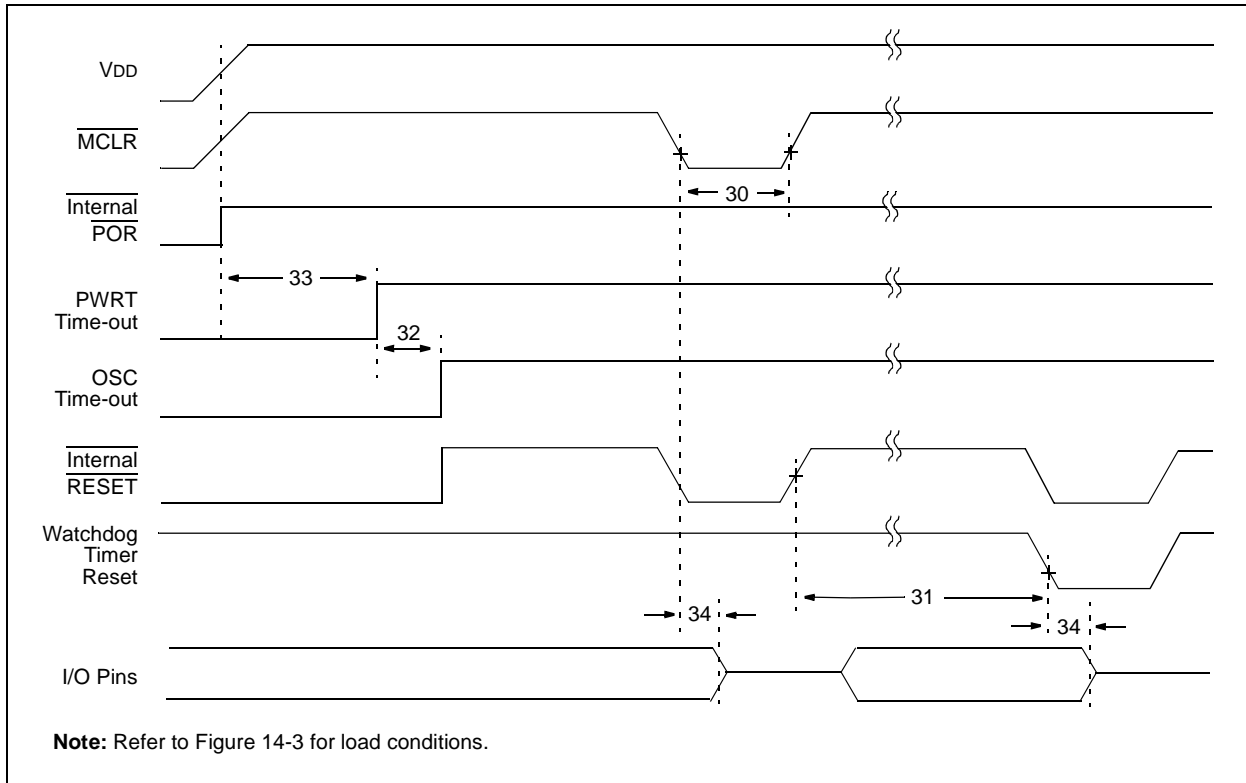 VDD
MCLR
30
Internal
POR
33
PWRT
Time-out
32
OSC
Time-out
Internal
RESET
Watchdog
Timer
Reset
31
34
34
I/O Pins
Note: Refer to Figure 14-3 for load conditions.